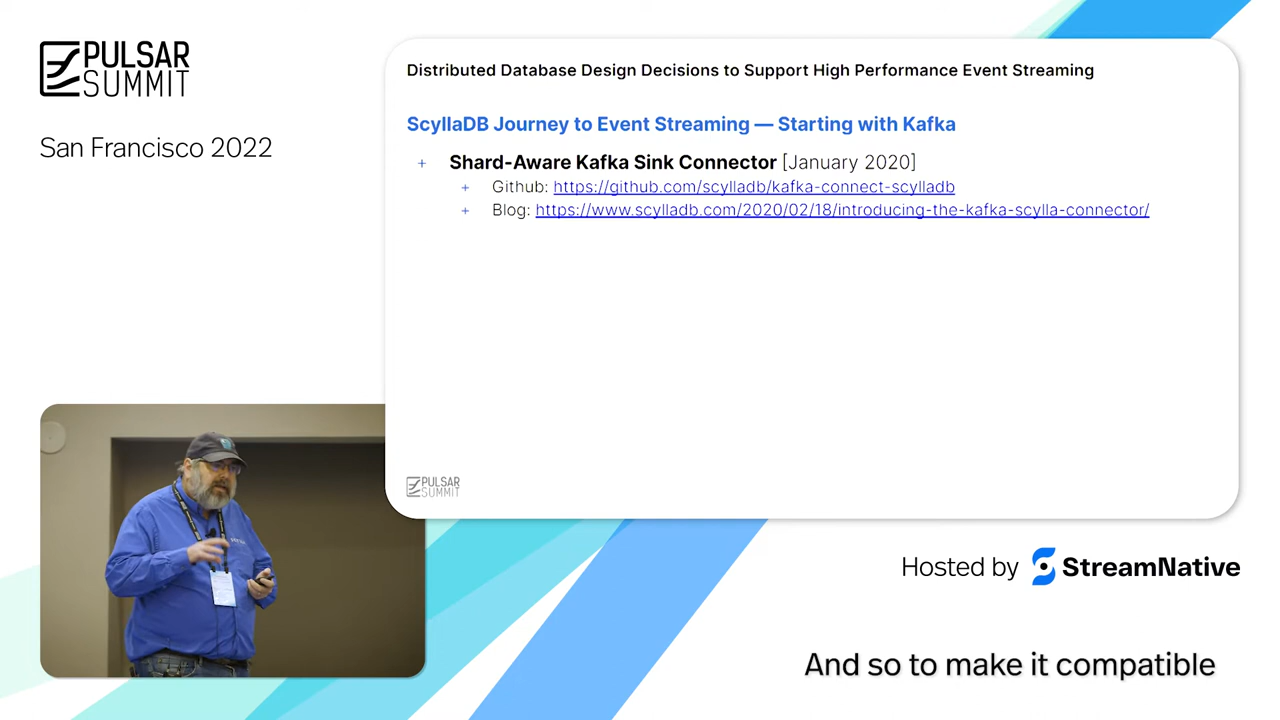 PULSAR
SUMMIT
San Francisco 2022
Distributed Database Design Decisions to Support High Performance Event Streaming
ScyllaDB Journey to Event Streaming — Starting with Kafka
+ Shard-Aware Kafka Sink Connector [January 2020]
+ Github: https://github.com/scylladb/kafka-connect-scylladb
+ Blog: https://www.scylladb.com/2020/02/18/introducing-the-kafka-scylla-connector/
PULSAR
SUMMIT
Hosted by StreamNative
And so to make it compatible